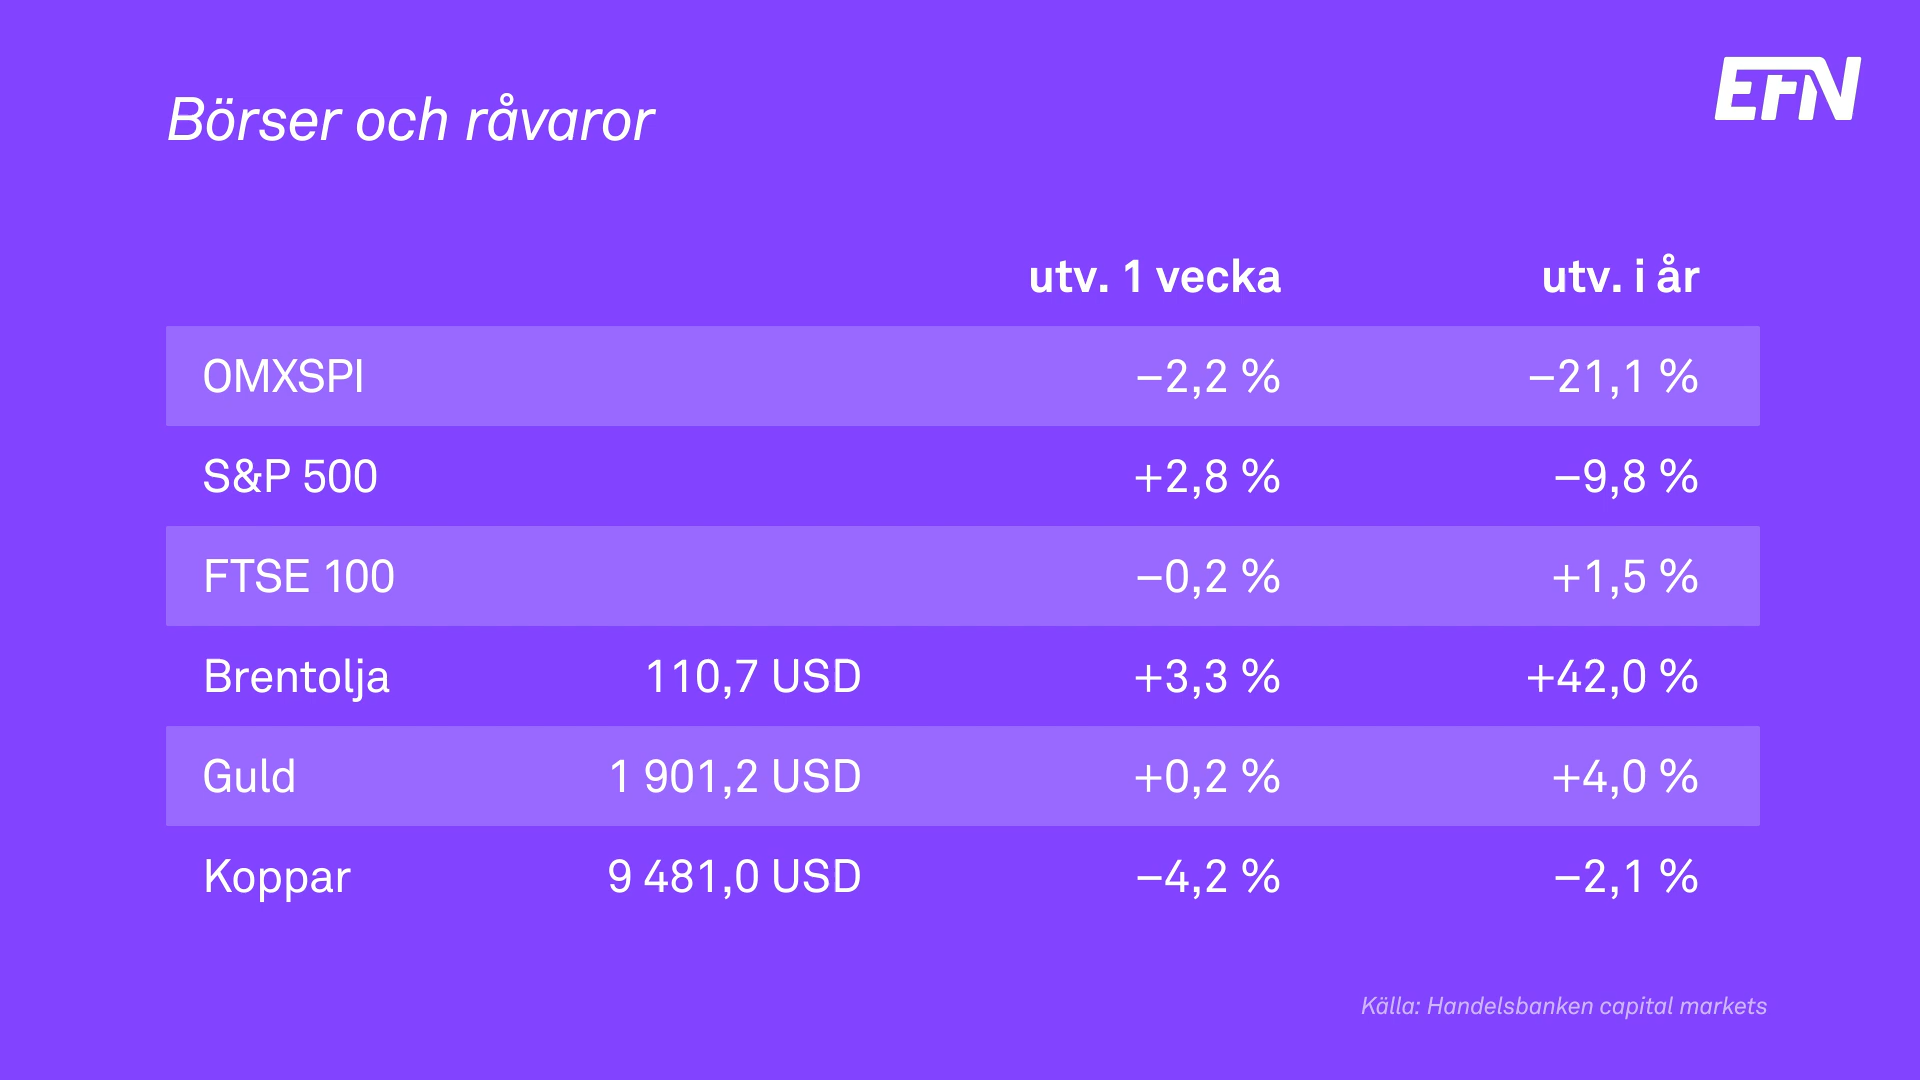 Börser och råvaror
EFN
utv. 1 vecka utv. i år
OMXSPI –2,2 % –21,1 %
S&P 500 +2,8 % –9,8 %
FTSE 100 –0,2 % +1,5 %
Brentolja 110,7 USD +3,3 % +42,0 %
Guld 1 901,2 USD +0,2 % +4,0 %
Koppar 9 481,0 USD –4,2 % –2,1 %
Källa: Handelsbanken capital markets